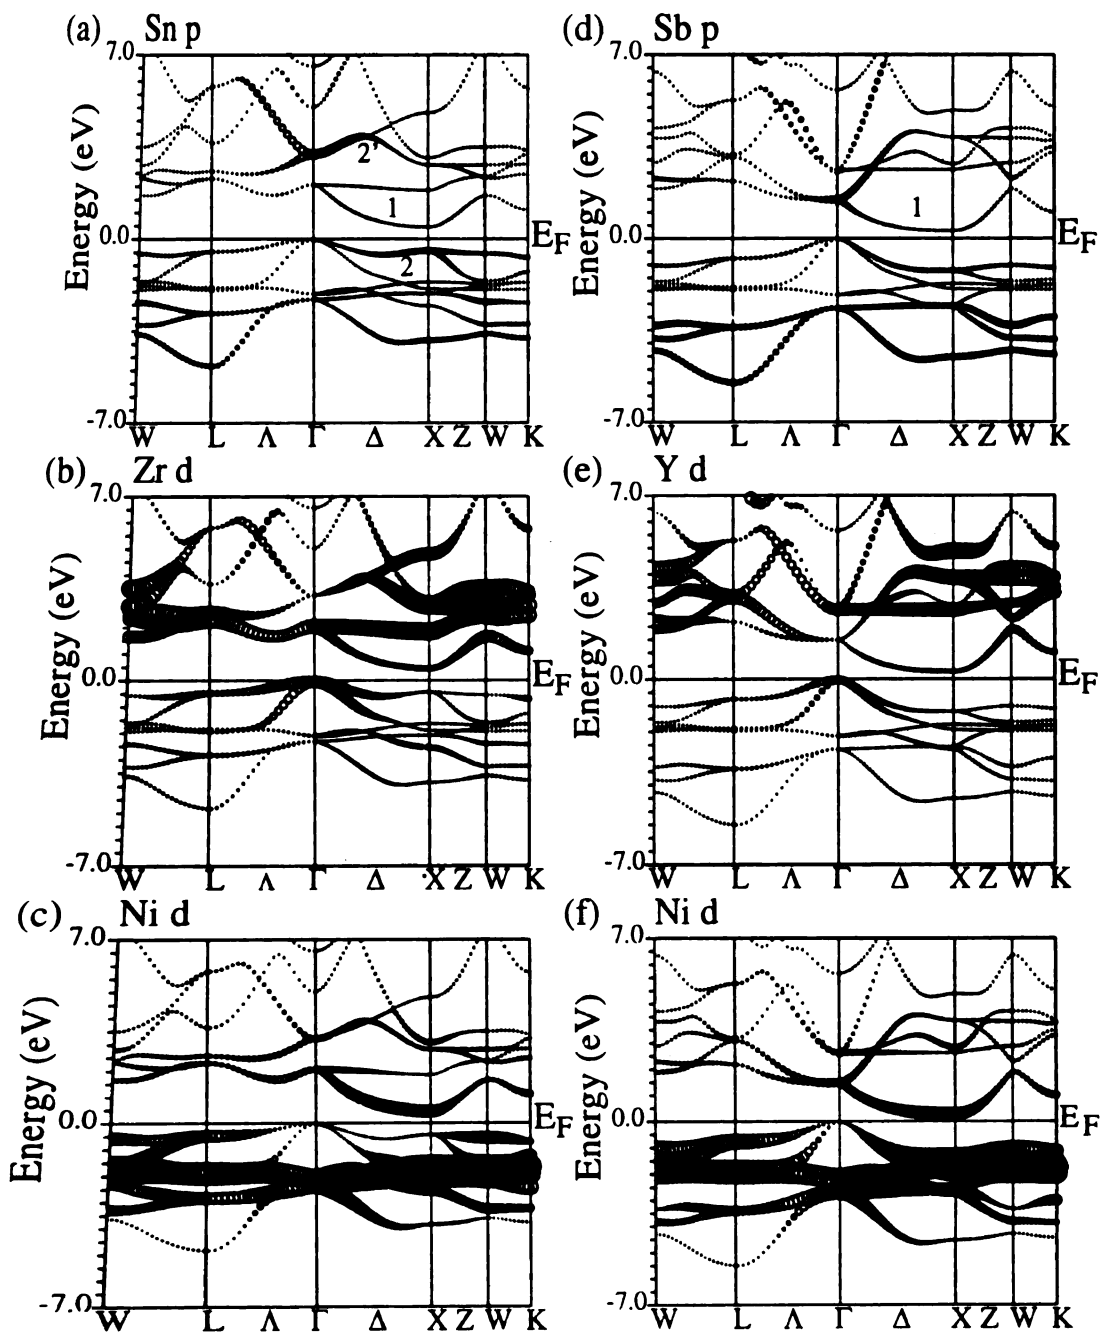 (a) Sn p
7.0
Energy (eV)
2'
1
0.0
E_F
2
-7.0
W L Λ Γ Δ X Z W K
(d) Sb p
7.0
Energy (eV)
1
0.0
E_F
-7.0
W L Λ Γ Δ X Z W K
(b) Zr d
7.0
Energy (eV)
0.0
E_F
-7.0
W L Λ Γ Δ X Z W K
(e) Y d
7.0
Energy (eV)
0.0
E_F
-7.0
W L Λ Γ Δ X Z W K
(c) Ni d
7.0
Energy (eV)
0.0
E_F
-7.0
W L Λ Γ Δ X Z W K
(f) Ni d
7.0
Energy (eV)
0.0
E_F
-7.0
W L Λ Γ Δ X Z W K